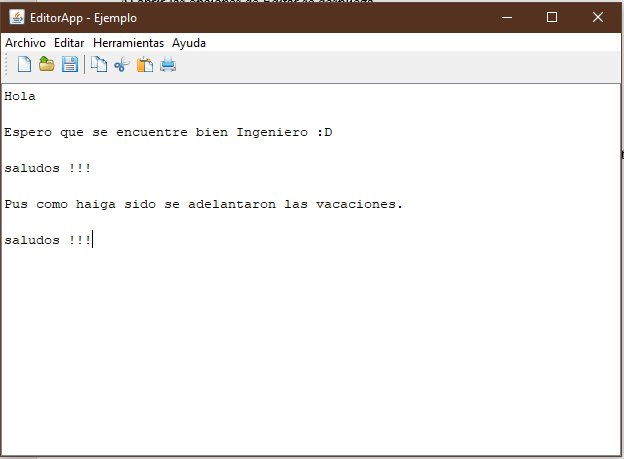 EditorApp - Ejemplo
Archivo Editar Herramientas Ayuda
Hola
Espero que se encuentre bien Ingeniero :D
saludos !!!
Pus como haiga sido se adelantaron las vacaciones.
saludos !!!